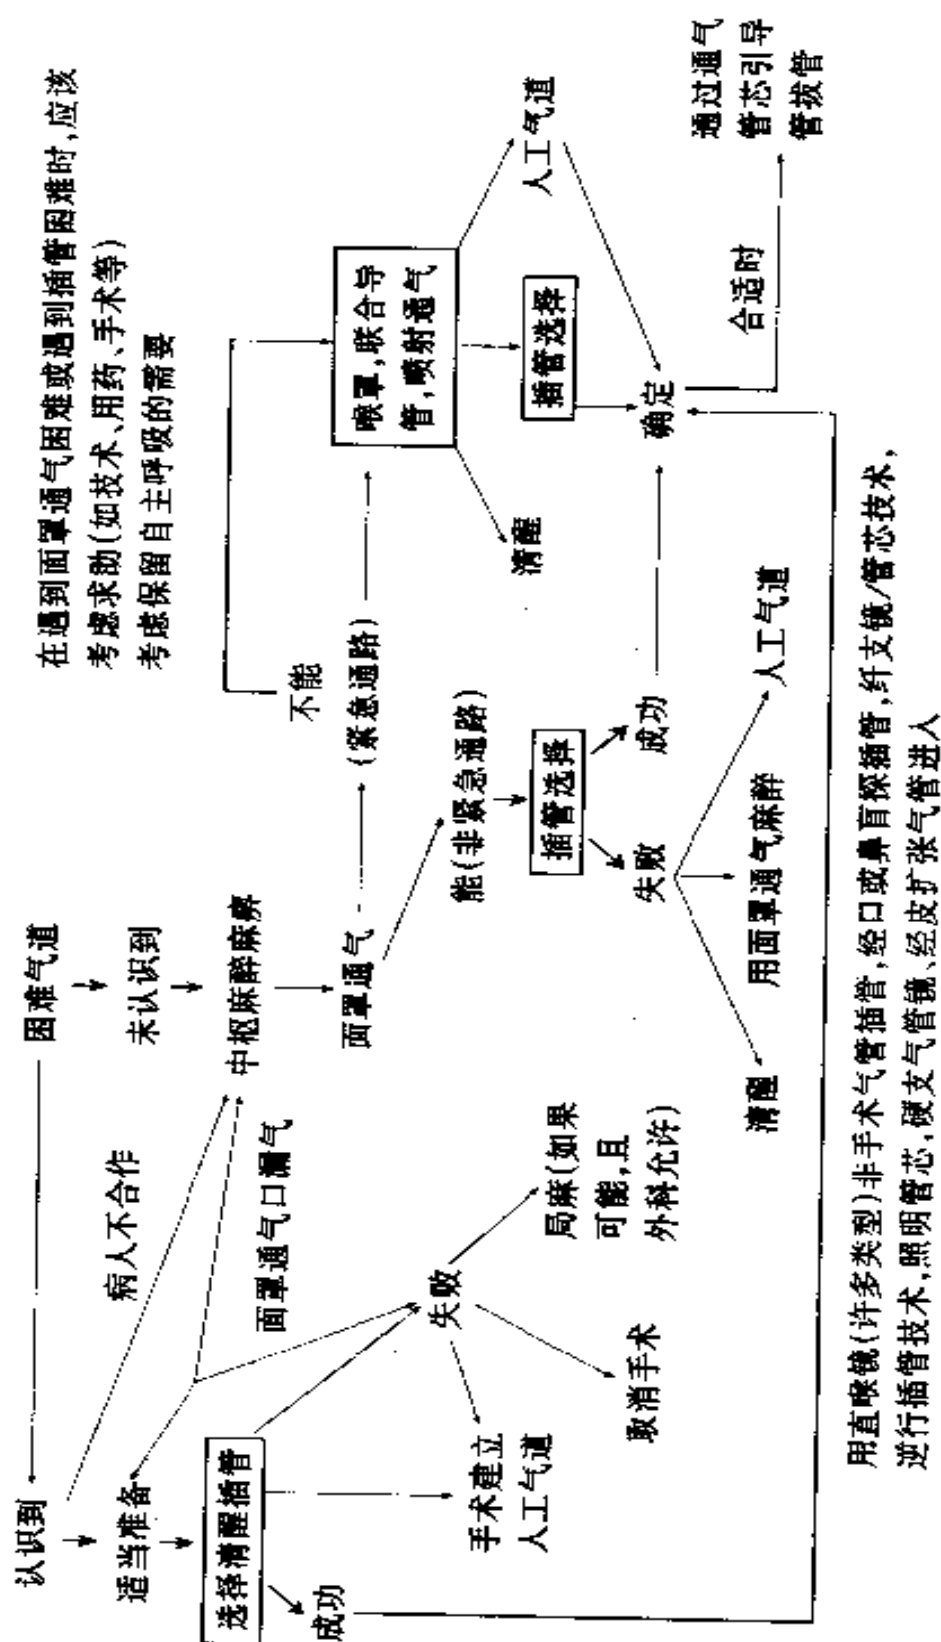 困难气道
认识到
未认识到
病人不合作
适当准备
中枢麻醉麻痹
面罩通气口漏气
选择清醒插管
成功
面罩通气
不能
(紧急通路)
能(非紧急通路)
喉罩,联合导
管,喷射通气
清醒
插管选择
人工气道
失败
手术建立
人工气道
取消手术
局麻(如果
可能,且
外科允许)
插管选择
失败
成功
清醒
用面罩通气麻醉
人工气道
确定
合适时
通过通气
管芯引导
管拔管
在遇到面罩通气困难或遇到插管困难时,应该
考虑求助(如技术、用药、手术等)
考虑保留自主呼吸的需要
用直喉镜(许多类型)非手术气管插管,经口或鼻盲探插管,纤支镜/管芯技术,
逆行插管技术,照明管芯,硬支气管镜、经皮扩张气管进入